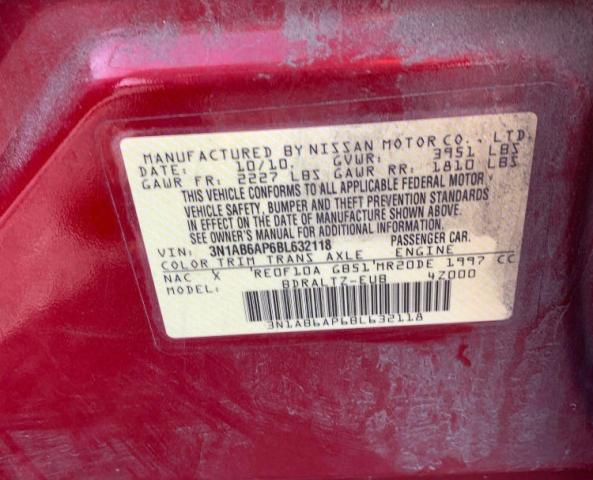 MANUFACTURED BY NISSAN MOTOR CO., LTD.
DATE: 10/10. GVWR: 3951 LBS
GAWR FR: 2227 LBS GAWR RR: 1810 LBS
THIS VEHICLE CONFORMS TO ALL APPLICABLE FEDERAL MOTOR
VEHICLE SAFETY, BUMPER AND THEFT PREVENTION STANDARDS
IN EFFECT ON THE DATE OF MANUFACTURE SHOWN ABOVE.
SEE OWNER'S MANUAL FOR ADDITIONAL INFORMATION.
VIN: 3N1AB6AP6BL632118 PASSENGER CAR.
COLOR TRIM TRANS AXLE ENGINE
NAC X 'RE0F10A GB51'MR20DE 1997 CC
MODEL: BDRALTZ-EUB 4Z000
3N1AB6AP6BL632118